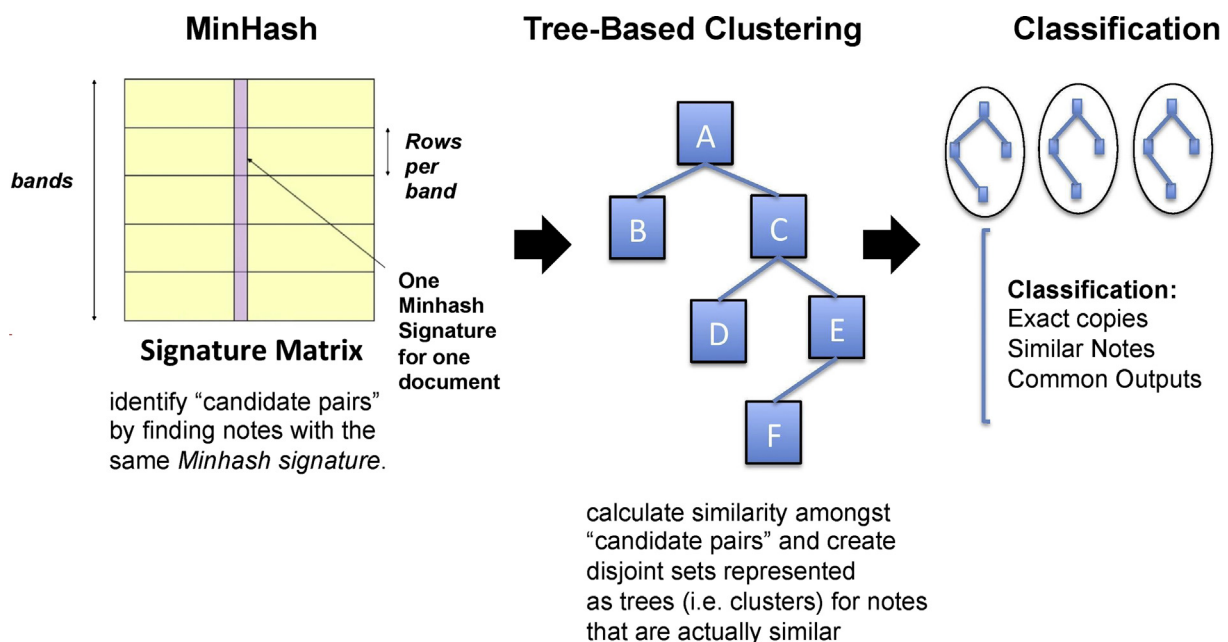 MinHash
bands
Rows
per
band
One
Minhash
Signature
for one
document
Signature Matrix
identify “candidate pairs”
by finding notes with the
same Minhash signature.
Tree-Based Clustering
A
B
C
D
E
F
calculate similarity amongst
“candidate pairs” and create
disjoint sets represented
as trees (i.e. clusters) for notes
that are actually similar
Classification
Classification:
Exact copies
Similar Notes
Common Outputs